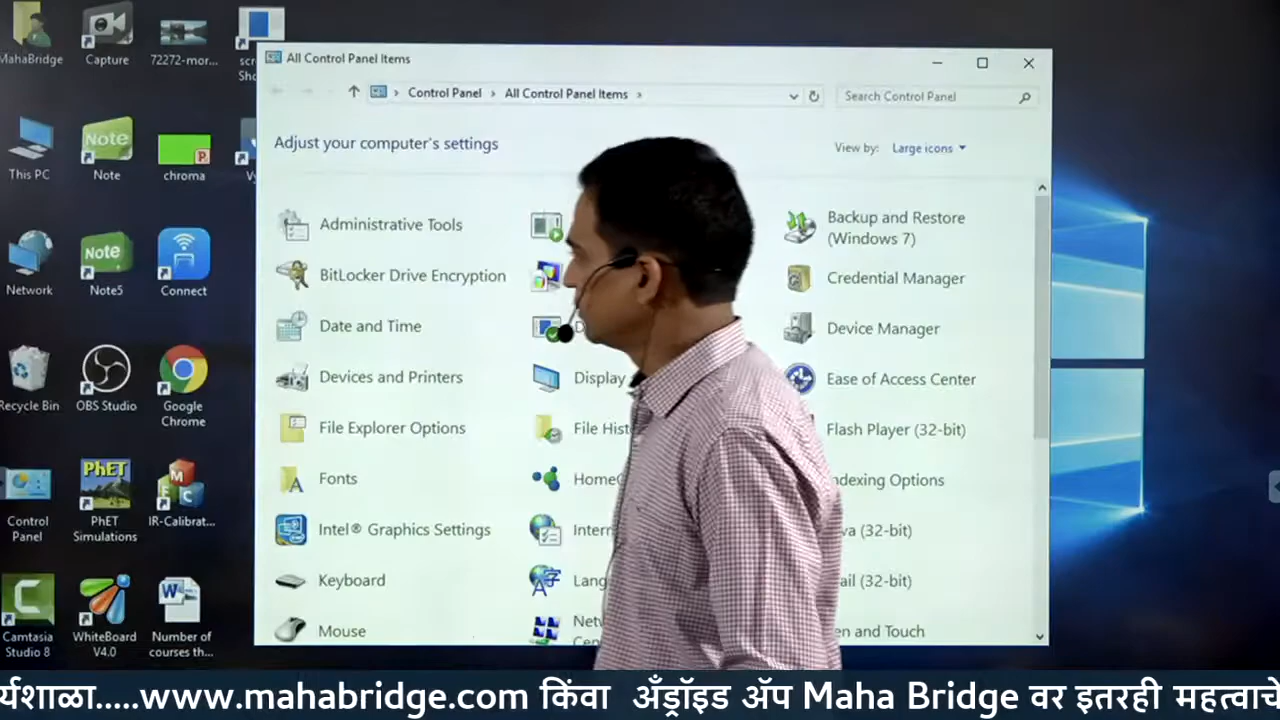 MahaBridge
Capture
72272-mor...
This PC
Note
chroma
Network
Note5
Connect
Recycle Bin
OBS Studio
Google
Chrome
Control
Panel
PhET
PhET
Simulations
IR-Calibrat...
Camtasia
Studio 8
WhiteBoard
V4.0
Number of
courses th...
All Control Panel Items
Control Panel > All Control Panel Items >
Search Control Panel
Adjust your computer's settings
View by: Large icons
Administrative Tools
Backup and Restore
(Windows 7)
BitLocker Drive Encryption
Credential Manager
Date and Time
Device Manager
Devices and Printers
Display
Ease of Access Center
File Explorer Options
File Hist
Flash Player (32-bit)
Fonts
Home
ndexing Options
Intel® Graphics Settings
Intern
va (32-bit)
Keyboard
Lang
ail (32-bit)
Mouse
Net
Cen
en and Touch
र्यशाळा.....www.mahabridge.com किंवा अँड्रॉइड ॲप Maha Bridge वर इतरही महत्वाचे